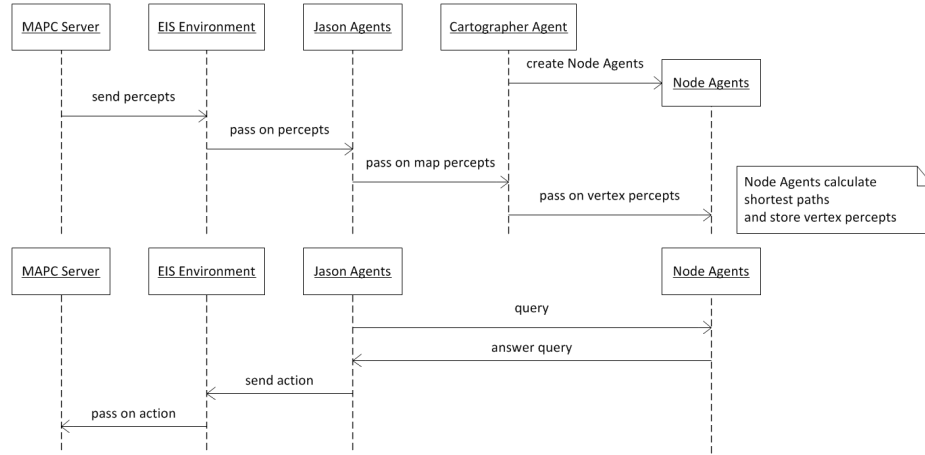 MAPC Server
EIS Environment
Jason Agents
Cartographer Agent
create Node Agents
Node Agents
send percepts
pass on percepts
pass on map percepts
pass on vertex percepts
Node Agents calculate
shortest paths
and store vertex percepts
MAPC Server
EIS Environment
Jason Agents
Node Agents
query
answer query
send action
pass on action